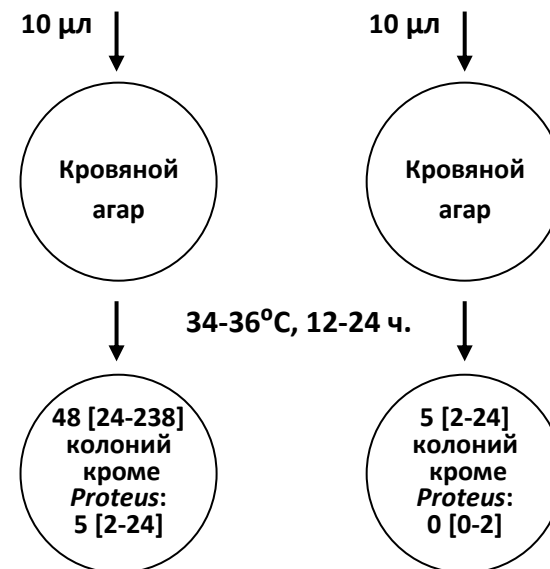 10 µл
10 µл
Кровяной
агар
Кровяной
агар
34-36⁰С, 12-24 ч.
48 [24-238]
колоний
кроме
Proteus:
5 [2-24]
5 [2-24]
колоний
кроме
Proteus:
0 [0-2]